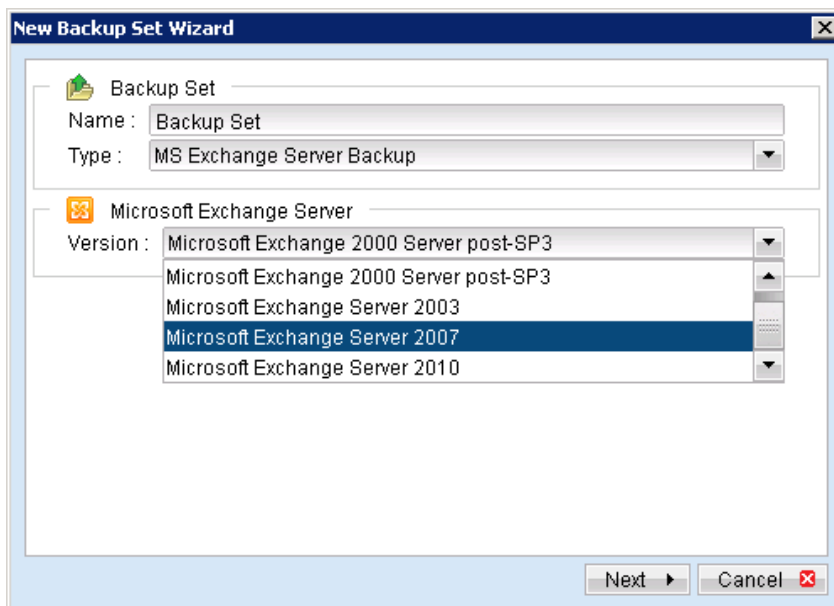 New Backup Set Wizard
Backup Set
Name : Backup Set
Type : MS Exchange Server Backup
Microsoft Exchange Server
Version : Microsoft Exchange 2000 Server post-SP3
Microsoft Exchange 2000 Server post-SP3
Microsoft Exchange Server 2003
Microsoft Exchange Server 2007
Microsoft Exchange Server 2010
Next Cancel